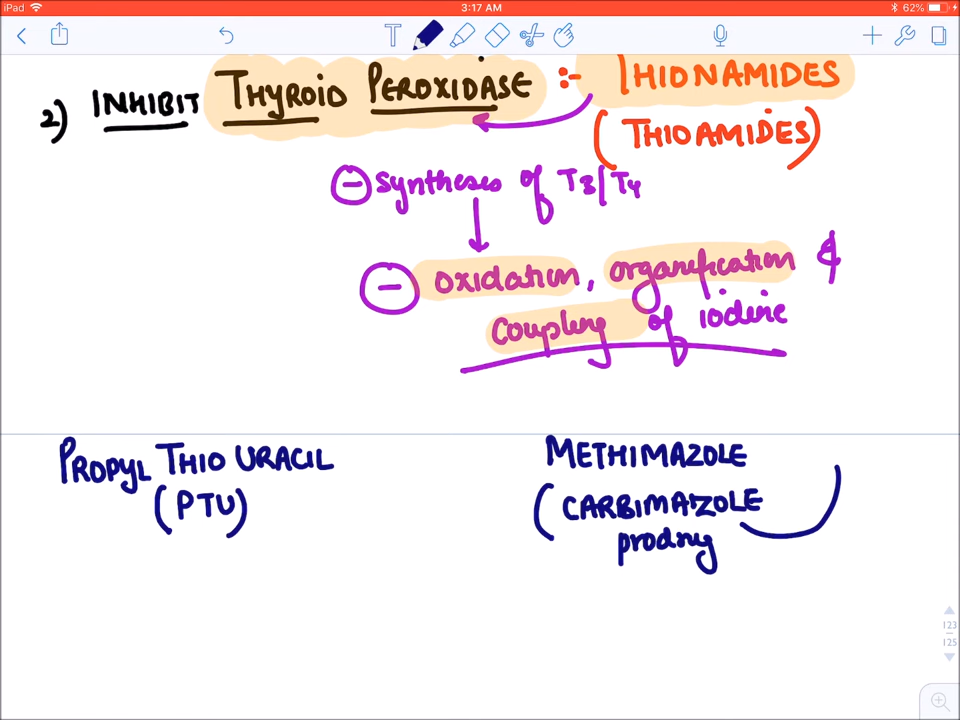 iPad 3:17 AM 62%
2) INHIBIT THYROID PEROXIDASE :- THIONAMIDES
(THIOAMIDES)
⊖ syntheses of T3/T4
⊖ oxidation, organification &
coupling of iodine
PROPYL THIO URACIL METHIMAZOLE
(PTU) (CARBIMAZOLE
prodrug
123
125